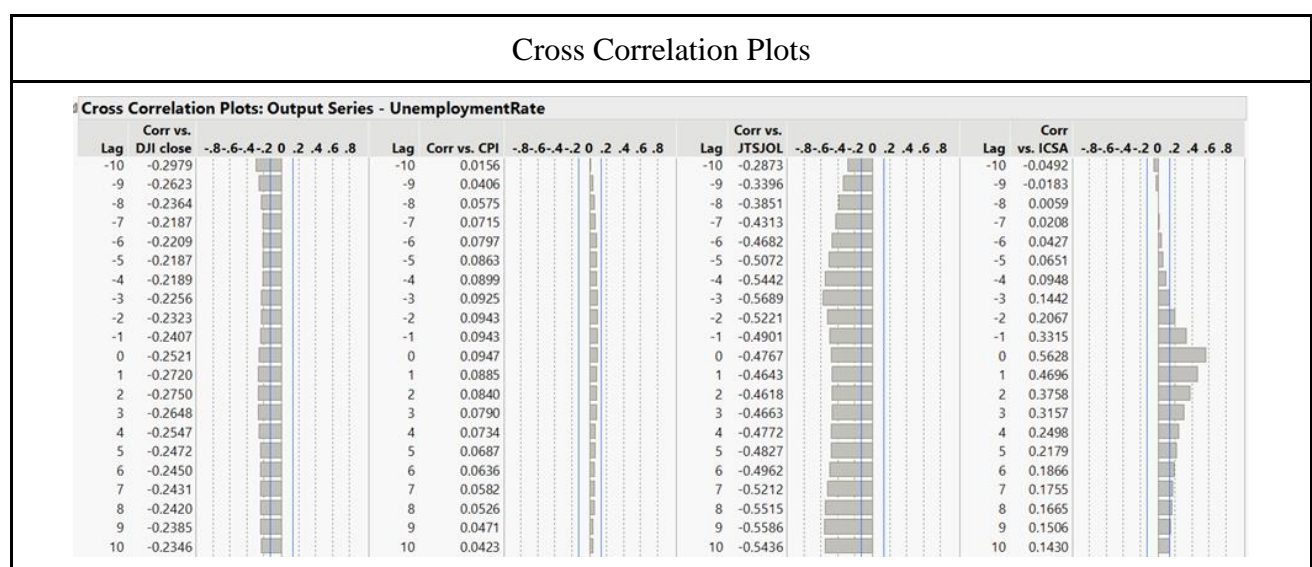 Cross Correlation Plots
Cross Correlation Plots: Output Series - UnemploymentRate
Corr vs. Corr vs. Corr
Lag DJI close -.8-.6-.4-.2 0 .2 .4 .6 .8 Lag Corr vs. CPI -.8-.6-.4-.2 0 .2 .4 .6 .8 Lag JTSJOL -.8-.6-.4-.2 0 .2 .4 .6 .8 Lag vs. ICSA -.8-.6-.4-.2 0 .2 .4 .6 .8
-10 -0.2979 -10 0.0156 -10 -0.2873 -10 -0.0492
-9 -0.2623 -9 0.0406 -9 -0.3396 -9 -0.0183
-8 -0.2364 -8 0.0575 -8 -0.3851 -8 0.0059
-7 -0.2187 -7 0.0715 -7 -0.4313 -7 0.0208
-6 -0.2209 -6 0.0797 -6 -0.4682 -6 0.0427
-5 -0.2187 -5 0.0863 -5 -0.5072 -5 0.0651
-4 -0.2189 -4 0.0899 -4 -0.5442 -4 0.0948
-3 -0.2256 -3 0.0925 -3 -0.5689 -3 0.1442
-2 -0.2323 -2 0.0943 -2 -0.5221 -2 0.2067
-1 -0.2407 -1 0.0943 -1 -0.4901 -1 0.3315
0 -0.2521 0 0.0947 0 -0.4767 0 0.5628
1 -0.2720 1 0.0885 1 -0.4643 1 0.4696
2 -0.2750 2 0.0840 2 -0.4618 2 0.3758
3 -0.2648 3 0.0790 3 -0.4663 3 0.3157
4 -0.2547 4 0.0734 4 -0.4772 4 0.2498
5 -0.2472 5 0.0687 5 -0.4827 5 0.2179
6 -0.2450 6 0.0636 6 -0.4962 6 0.1866
7 -0.2431 7 0.0582 7 -0.5212 7 0.1755
8 -0.2420 8 0.0526 8 -0.5515 8 0.1665
9 -0.2385 9 0.0471 9 -0.5586 9 0.1506
10 -0.2346 10 0.0423 10 -0.5436 10 0.1430